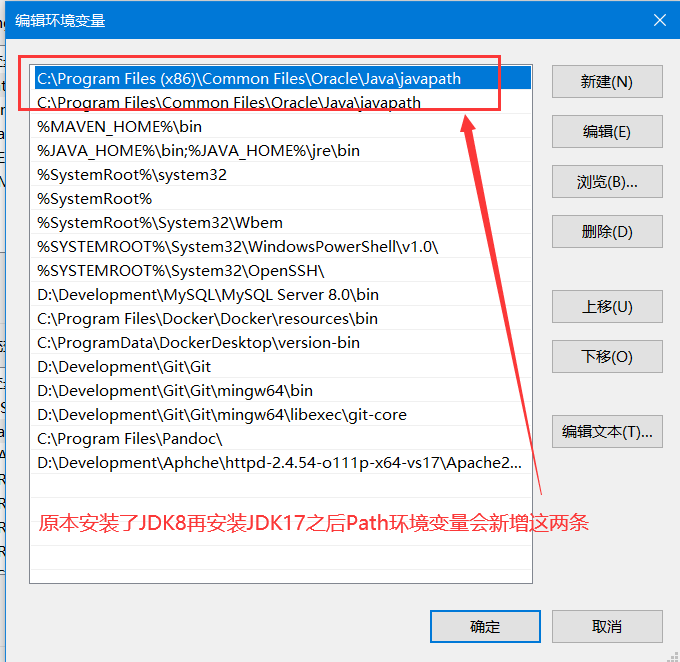 编辑环境变量
C:\Program Files (x86)\Common Files\Oracle\Java\javapath
C:\Program Files\Common Files\Oracle\Java\javapath
%MAVEN_HOME%\bin
%JAVA_HOME%\bin;%JAVA_HOME%\jre\bin
%SystemRoot%\system32
%SystemRoot%
%SystemRoot%\System32\Wbem
%SYSTEMROOT%\System32\WindowsPowerShell\v1.0\
%SYSTEMROOT%\System32\OpenSSH\
D:\Development\MySQL\MySQL Server 8.0\bin
C:\Program Files\Docker\Docker\resources\bin
C:\ProgramData\DockerDesktop\version-bin
D:\Development\Git\Git
D:\Development\Git\Git\mingw64\bin
D:\Development\Git\Git\mingw64\libexec\git-core
C:\Program Files\Pandoc\
D:\Development\Aphche\httpd-2.4.54-o111p-x64-vs17\Apache2...
原本安装了JDK8再安装JDK17之后Path环境变量会新增这两条
新建(N)
编辑(E)
浏览(B)...
删除(D)
上移(U)
下移(O)
编辑文本(T)...
确定
取消